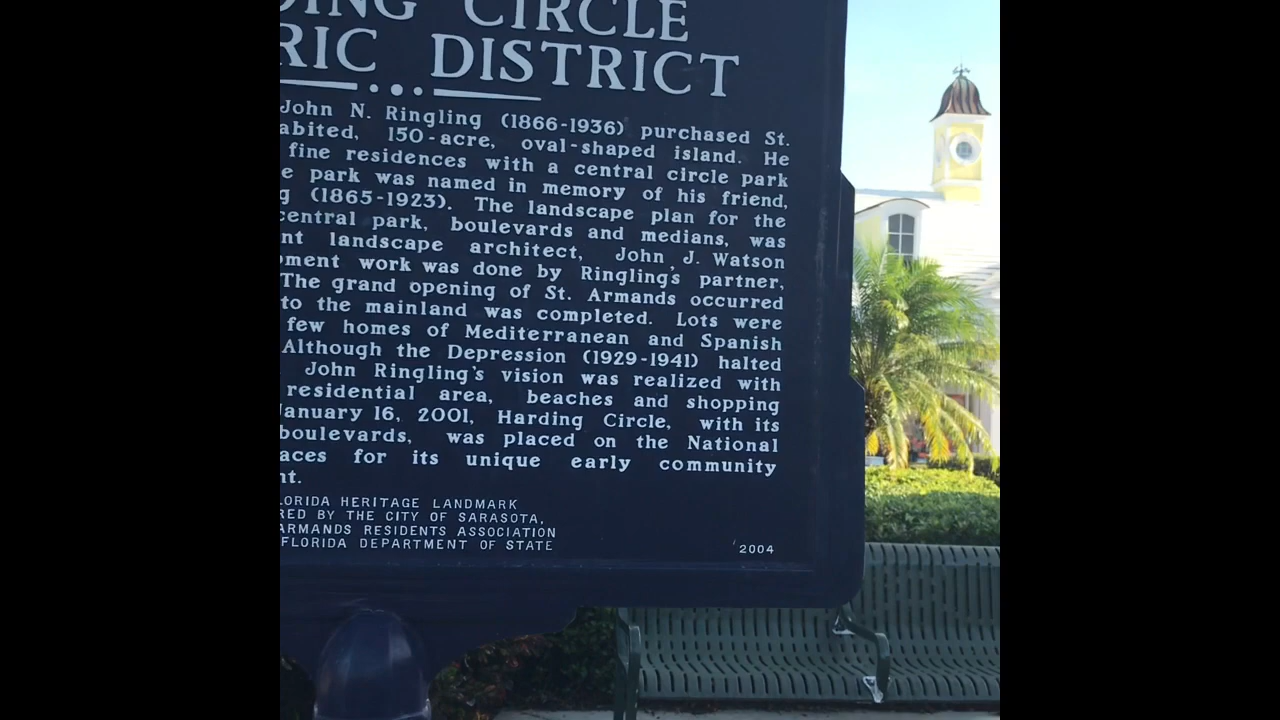 DING CIRCLE
RIC DISTRICT
John N. Ringling (1866-1936) purchased St.
abited, 150-acre, oval-shaped island. He
fine residences with a central circle park
e park was named in memory of his friend,
g (1865-1923). The landscape plan for the
central park, boulevards and medians, was
nt landscape architect, John J. Watson
pment work was done by Ringling's partner,
The grand opening of St. Armands occurred
to the mainland was completed. Lots were
few homes of Mediterranean and Spanish
Although the Depression (1929-1941) halted
John Ringling's vision was realized with
residential area, beaches and shopping
January 16, 2001, Harding Circle, with its
boulevards, was placed on the National
aces for its unique early community
nt.
LORIDA HERITAGE LANDMARK
RED BY THE CITY OF SARASOTA,
ARMANDS RESIDENTS ASSOCIATION
FLORIDA DEPARTMENT OF STATE
2004